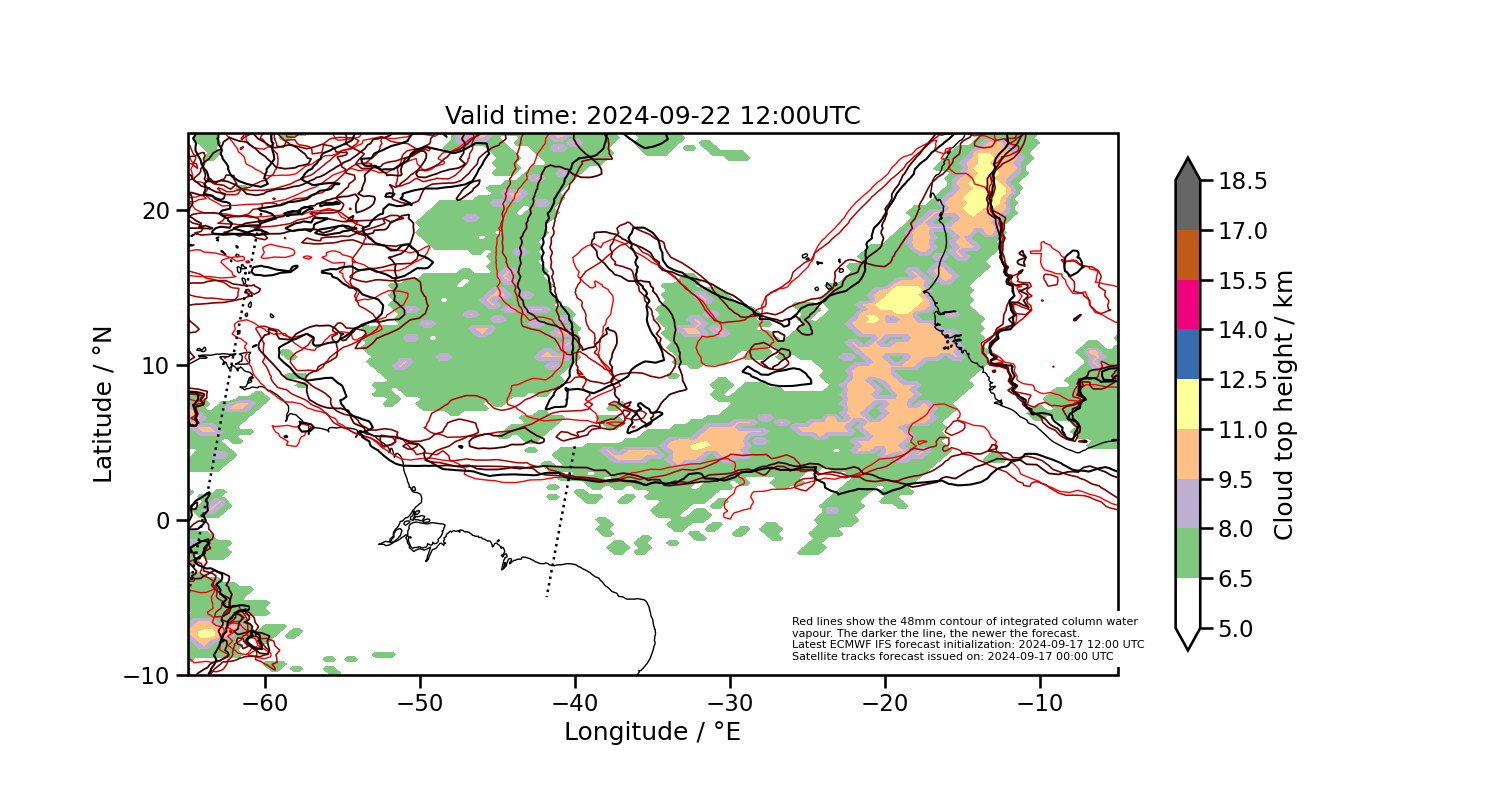 Valid time: 2024-09-22 12:00UTC
20
10
0
−10
Latitude / °N
−60
−50
−40
−30
−20
−10
Longitude / °E
Red lines show the 48mm contour of integrated column water
vapour. The darker the line, the newer the forecast.
Latest ECMWF IFS forecast initialization: 2024-09-17 12:00 UTC
Satellite tracks forecast issued on: 2024-09-17 00:00 UTC
18.5
17.0
15.5
14.0
12.5
11.0
9.5
8.0
6.5
5.0
Cloud top height / km